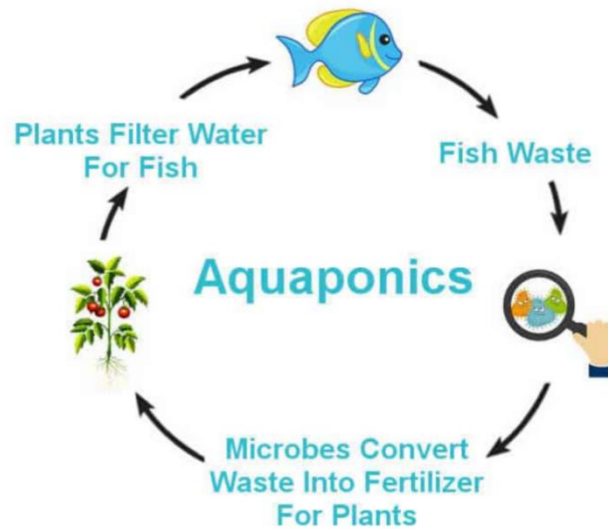 Plants Filter Water
For Fish
Fish Waste
Aquaponics
Microbes Convert
Waste Into Fertilizer
For Plants